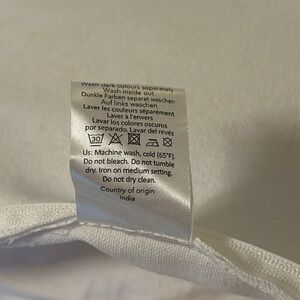 Wash dark colours separately
Wash inside out
Dunkle Farben separat waschen
Auf links waschen
Laver les couleurs séparément
Laver à l'envers
Lavar los colores oscuros
por separado. Lavar del revés
30
Us: Machine wash, cold (65°F).
Do not bleach. Do not tumble
dry. Iron on medium setting.
Do not dry clean.
Country of origin
India